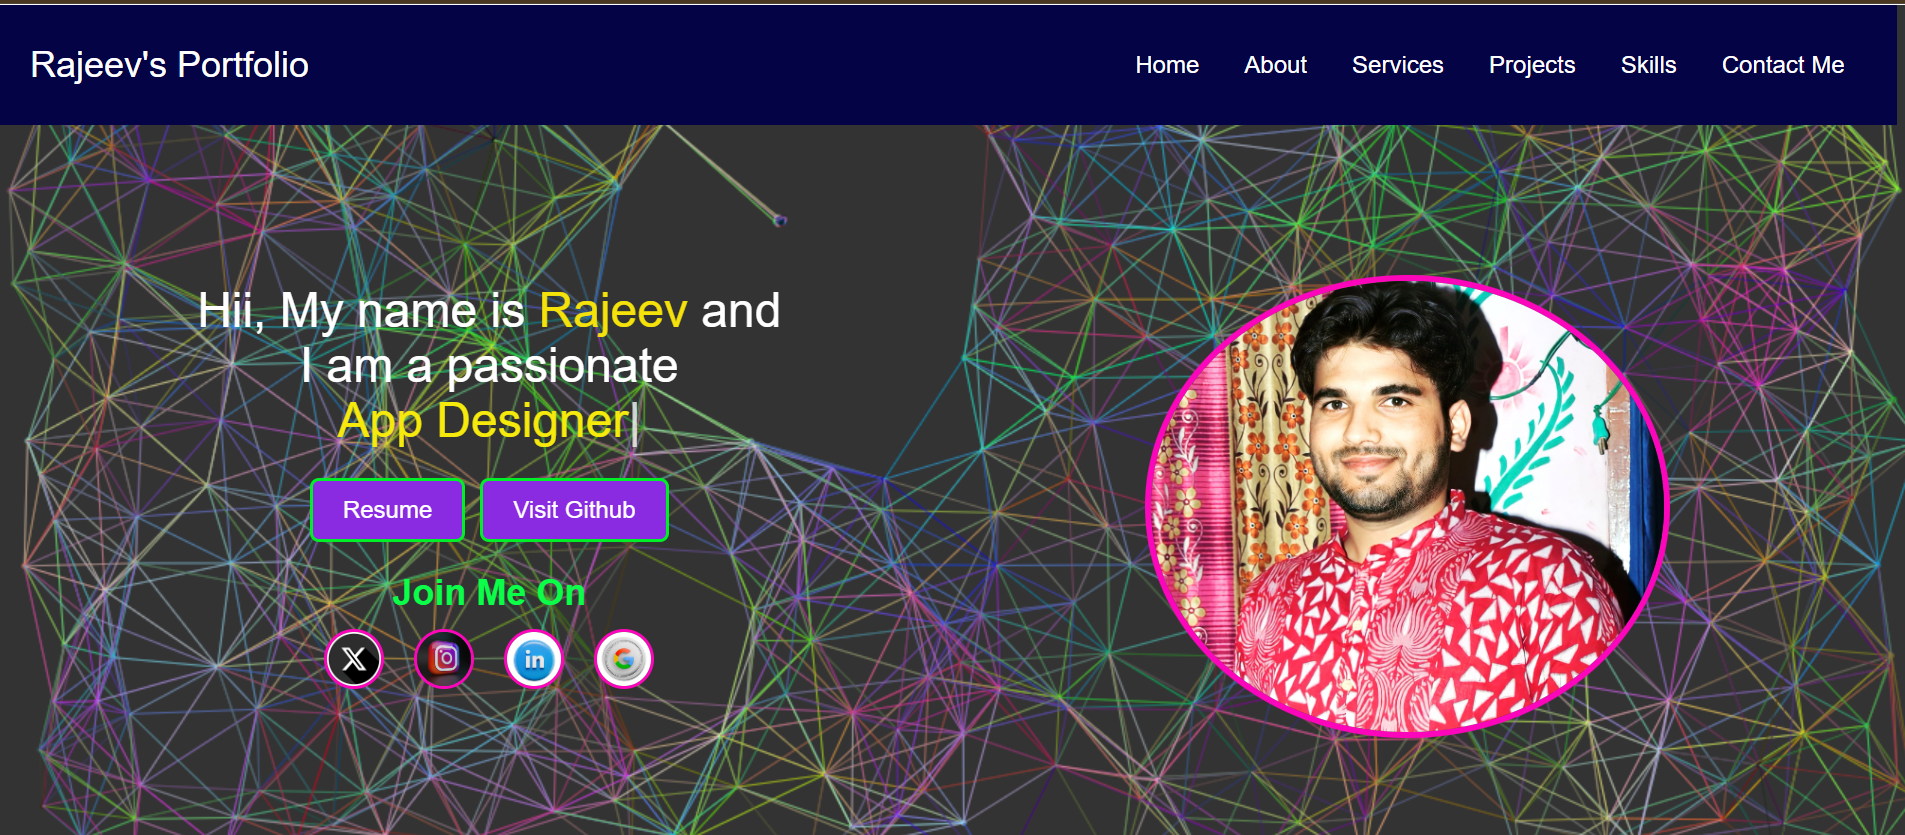 Rajeev's Portfolio
Home About Services Projects Skills Contact Me
Hii, My name is Rajeev and
I am a passionate
App Designer|
Resume Visit Github
Join Me On
X in G